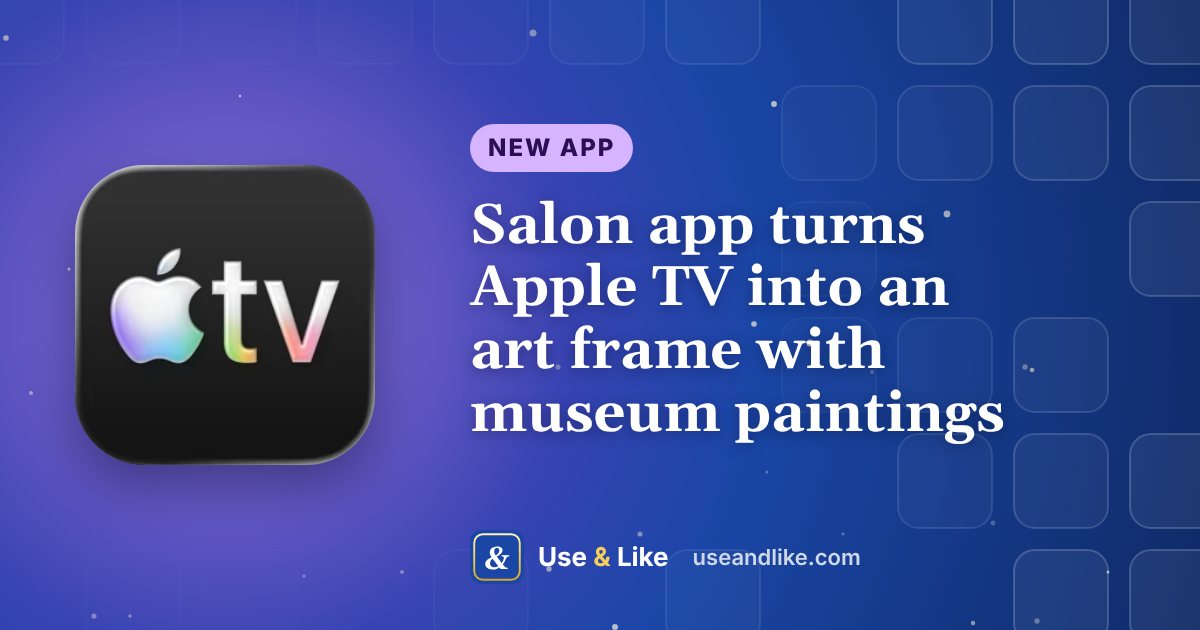 tv
NEW APP
Salon app turns
Apple TV into an
art frame with
museum paintings
& Use & Like useandlike.com